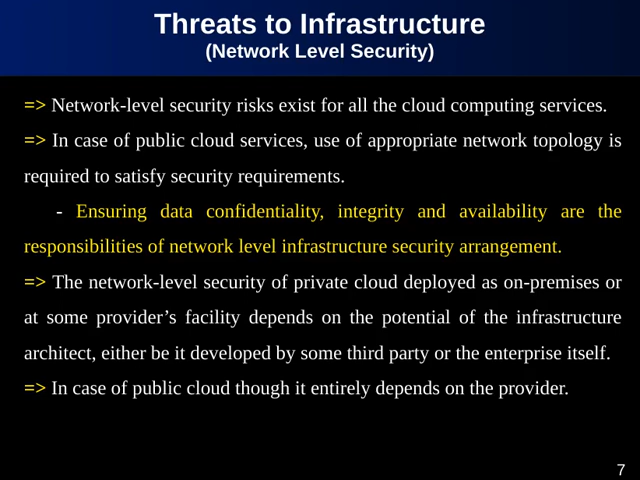 Threats to Infrastructure
(Network Level Security)
=> Network-level security risks exist for all the cloud computing services.
=> In case of public cloud services, use of appropriate network topology is
required to satisfy security requirements.
- Ensuring data confidentiality, integrity and availability are the
responsibilities of network level infrastructure security arrangement.
=> The network-level security of private cloud deployed as on-premises or
at some provider’s facility depends on the potential of the infrastructure
architect, either be it developed by some third party or the enterprise itself.
=> In case of public cloud though it entirely depends on the provider.
7